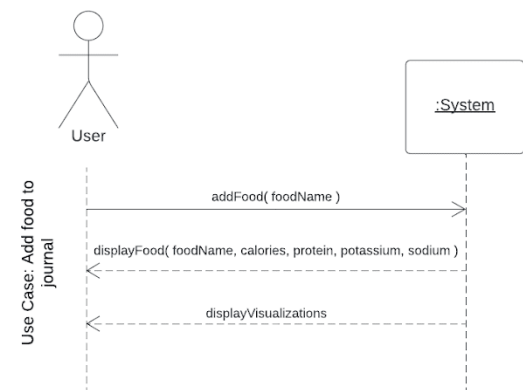 User
:System
Use Case: Add food to
journal
addFood( foodName )
displayFood( foodName, calories, protein, potassium, sodium )
displayVisualizations